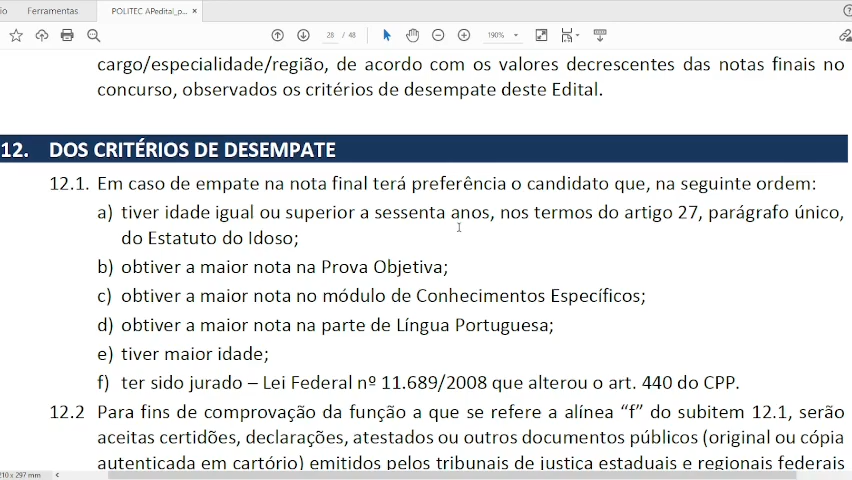 io Ferramentas POLITEC APedital_p... ×
28 / 48 190%
cargo/especialidade/região, de acordo com os valores decrescentes das notas finais no
concurso, observados os critérios de desempate deste Edital.
12. DOS CRITÉRIOS DE DESEMPATE
12.1. Em caso de empate na nota final terá preferência o candidato que, na seguinte ordem:
a) tiver idade igual ou superior a sessenta anos, nos termos do artigo 27, parágrafo único,
do Estatuto do Idoso;
b) obtiver a maior nota na Prova Objetiva;
c) obtiver a maior nota no módulo de Conhecimentos Específicos;
d) obtiver a maior nota na parte de Língua Portuguesa;
e) tiver maior idade;
f) ter sido jurado – Lei Federal nº 11.689/2008 que alterou o art. 440 do CPP.
12.2 Para fins de comprovação da função a que se refere a alínea “f” do subitem 12.1, serão
aceitas certidões, declarações, atestados ou outros documentos públicos (original ou cópia
autenticada em cartório) emitidos pelos tribunais de justiça estaduais e regionais federais
210 x 297 mm